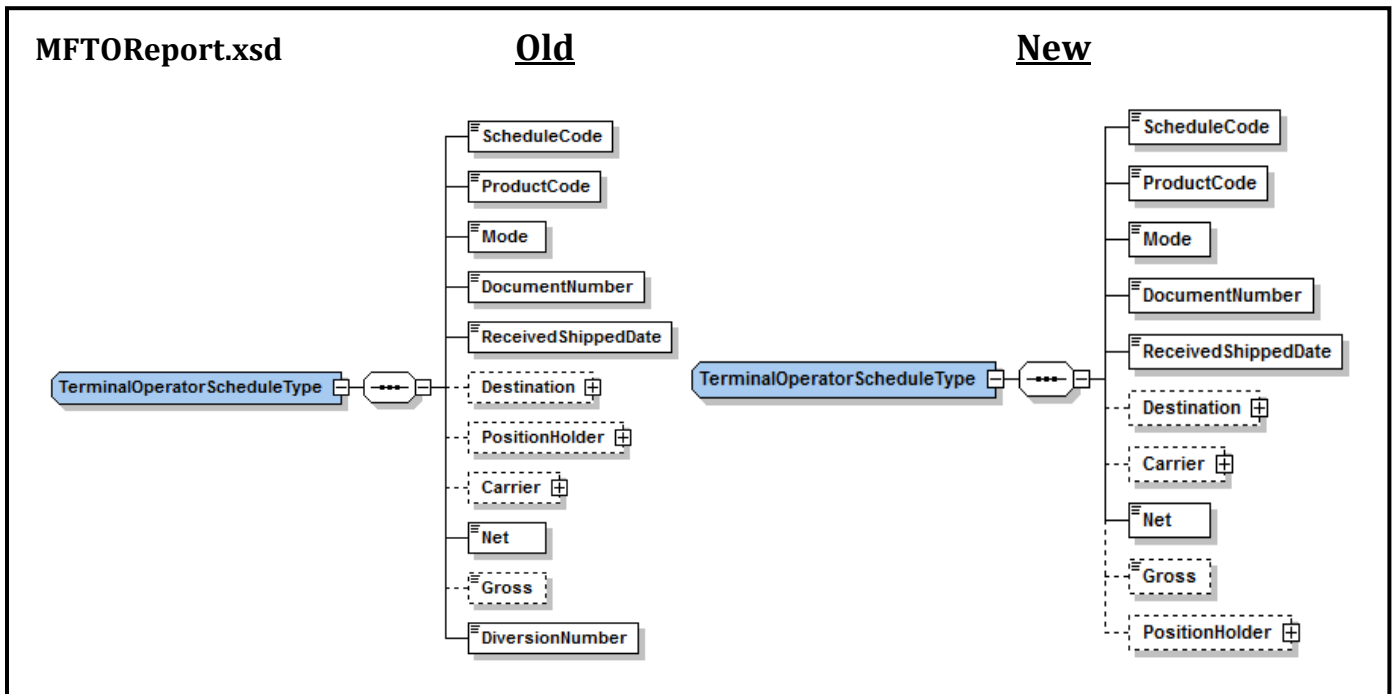 MFTOReport.xsd Old New
ScheduleCode
ProductCode
Mode
DocumentNumber
ReceivedShippedDate
TerminalOperatorScheduleType
Destination
PositionHolder
Carrier
Net
Gross
DiversionNumber
ScheduleCode
ProductCode
Mode
DocumentNumber
ReceivedShippedDate
TerminalOperatorScheduleType
Destination
Carrier
Net
Gross
PositionHolder